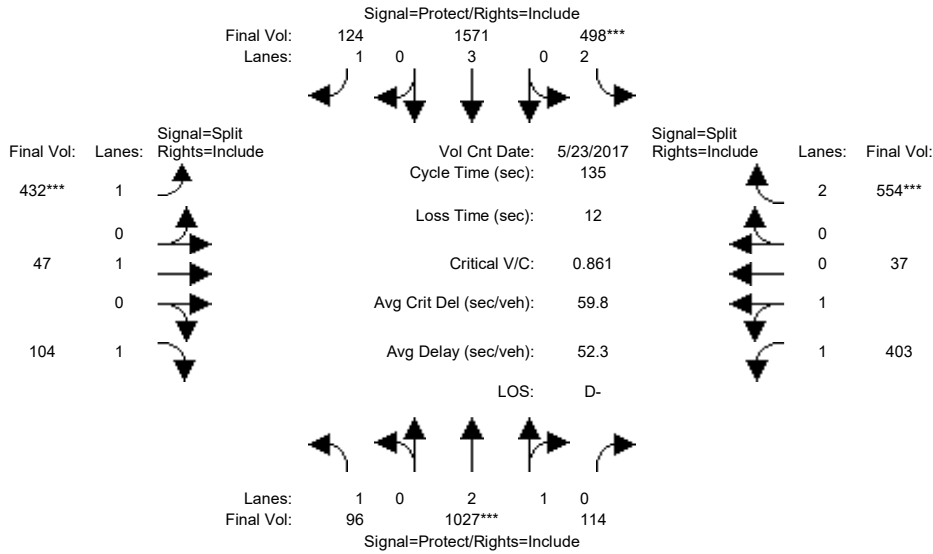 Signal=Protect/Rights=Include
Final Vol: 124 1571 498***
Lanes: 1 0 3 0 2
Signal=Split Signal=Split
Final Vol: Lanes: Rights=Include Vol Cnt Date: 5/23/2017 Rights=Include Lanes: Final Vol:
Cycle Time (sec): 135
432*** 1 2 554***
Loss Time (sec): 12
0 0
47 1 Critical V/C: 0.861 0 37
0 Avg Crit Del (sec/veh): 59.8 1
104 1 Avg Delay (sec/veh): 52.3 1 403
LOS: D-
Lanes: 1 0 2 1 0
Final Vol: 96 1027*** 114
Signal=Protect/Rights=Include